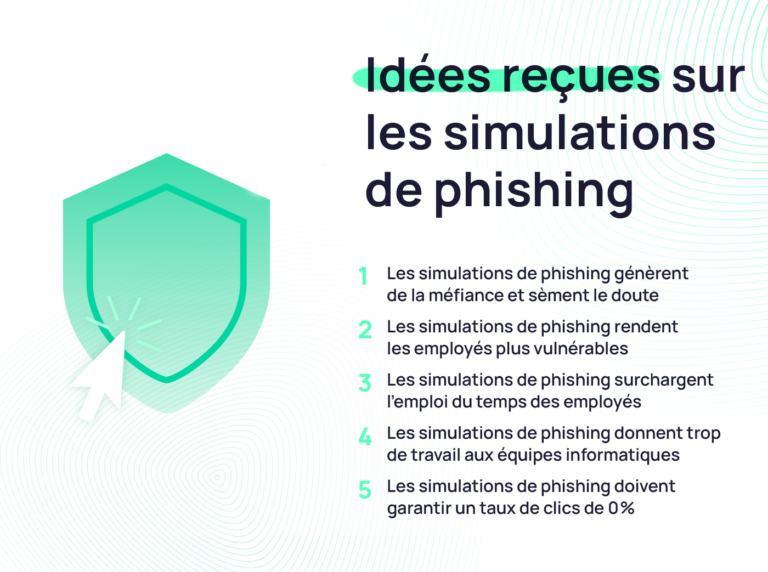 Idées reçues sur
les simulations
de phishing
1 Les simulations de phishing génèrent
de la méfiance et sèment le doute
2 Les simulations de phishing rendent
les employés plus vulnérables
3 Les simulations de phishing surchargent
l'emploi du temps des employés
4 Les simulations de phishing donnent trop
de travail aux équipes informatiques
5 Les simulations de phishing doivent
garantir un taux de clics de 0 %